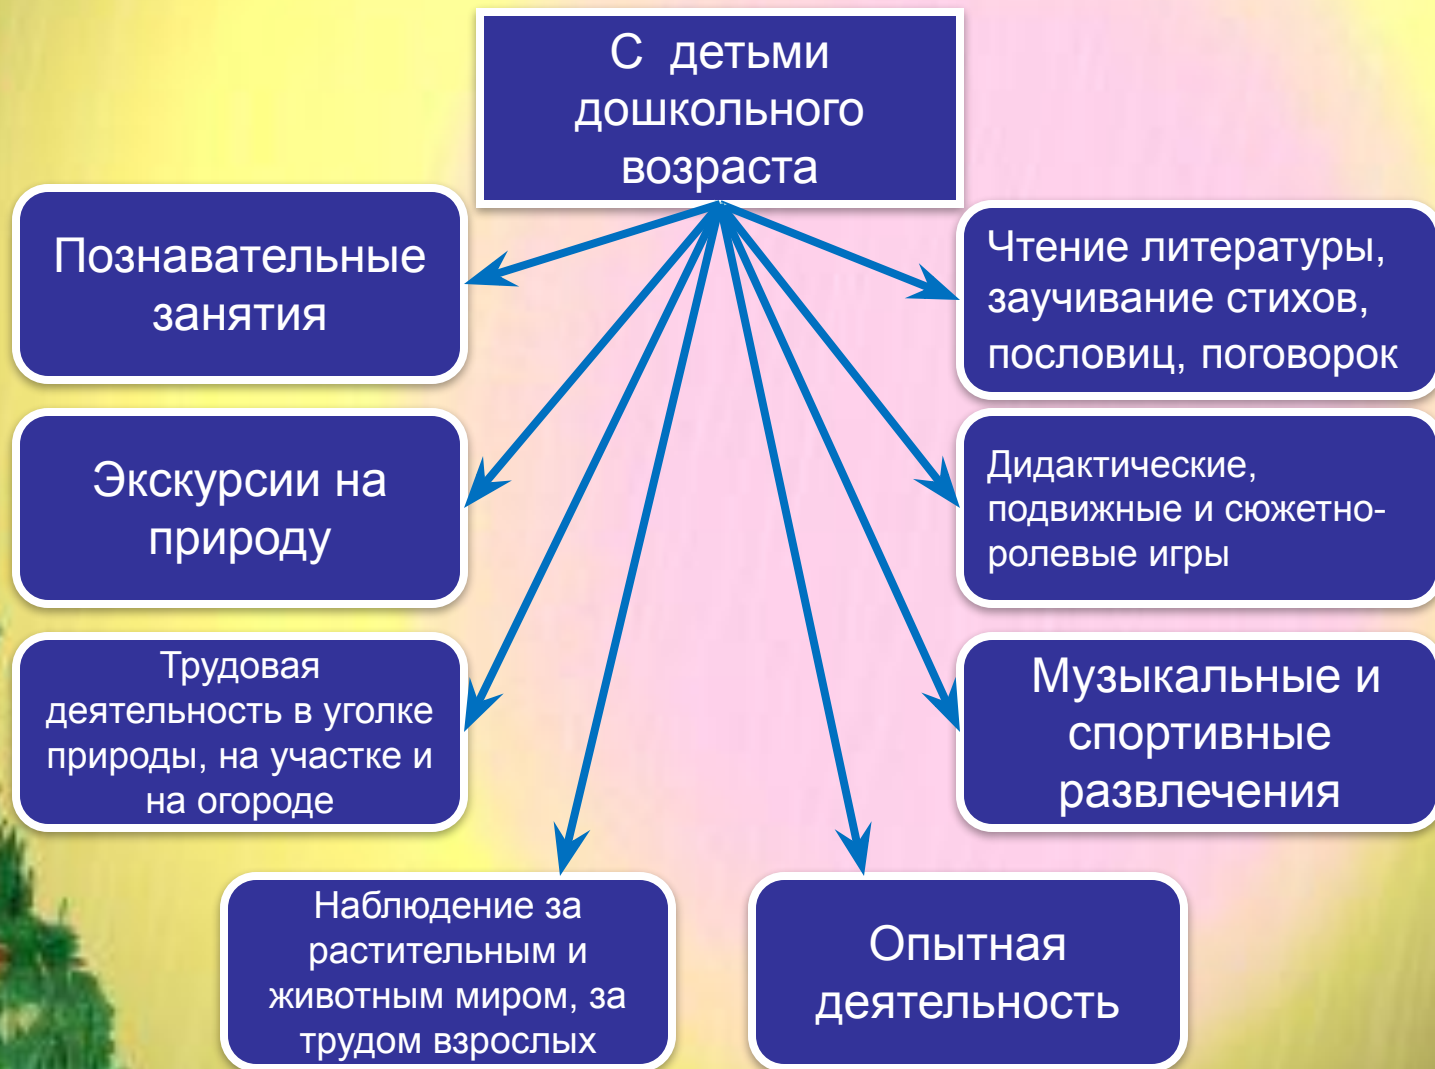 С детьми
дошкольного
возраста
Познавательные
занятия
Экскурсии на
природу
Трудовая
деятельность в уголке
природы, на участке и
на огороде
Наблюдение за
растительным и
животным миром, за
трудом взрослых
Опытная
деятельность
Чтение литературы,
заучивание стихов,
пословиц, поговорок
Дидактические,
подвижные и сюжетно-
ролевые игры
Музыкальные и
спортивные
развлечения